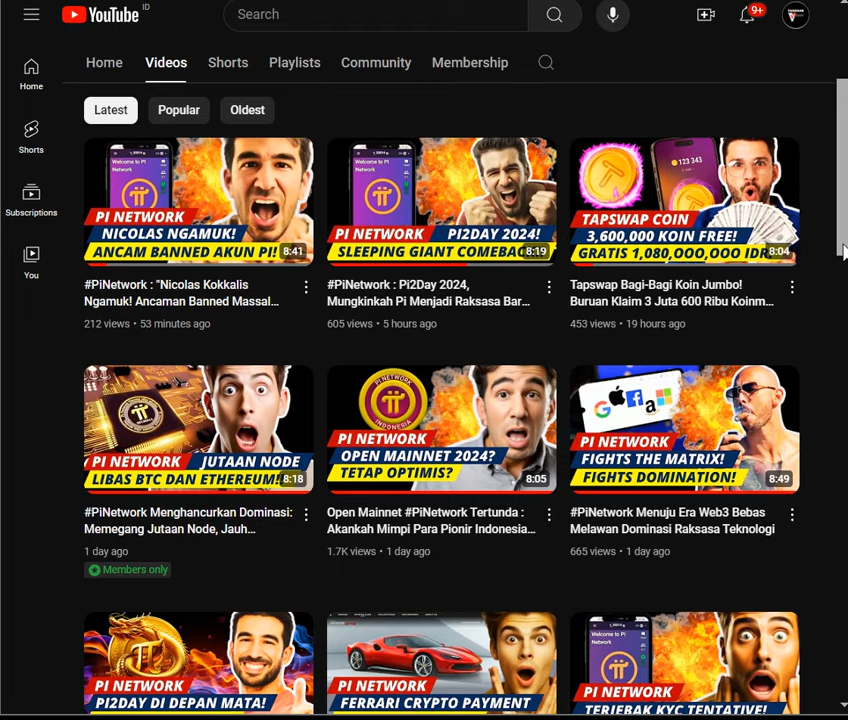 YouTube ID
Search
9+
Home
Videos
Shorts
Playlists
Community
Membership
Home
Shorts
Subscriptions
You
Latest
Popular
Oldest
Welcome to Pi
Network
PI NETWORK
NICOLAS NGAMUK!
ANCAM BANNED AKUN PI!
8:41
#PiNetwork : "Nicolas Kokkalis
Ngamuk! Ancaman Banned Massal...
212 views • 53 minutes ago
Welcome to Pi
Network
PI NETWORK
PI2DAY 2024!
SLEEPING GIANT COMEBAC
8:19
#PiNetwork : Pi2Day 2024,
Mungkinkah Pi Menjadi Raksasa Bar...
605 views • 5 hours ago
123 343
TAPSWAP COIN
3,600,000 KOIN FREE!
GRATIS 1,080,000,000 IDR
8:04
Tapswap Bagi-Bagi Koin Jumbo!
Buruan Klaim 3 Juta 600 Ribu Koinm...
453 views • 19 hours ago
PI NETWORK
JUTAAN NODE
LIBAS BTC DAN ETHEREUM!
8:18
#PiNetwork Menghancurkan Dominasi:
Memegang Jutaan Node, Jauh...
1 day ago
Members only
PI NETWORK
INDONESIA
PI NETWORK
OPEN MAINNET 2024?
TETAP OPTIMIS?
8:05
Open Mainnet #PiNetwork Tertunda :
Akankah Mimpi Para Pionir Indonesia...
1.7K views • 1 day ago
G f a
PI NETWORK
FIGHTS THE MATRIX!
FIGHTS DOMINATION!
8:49
#PiNetwork Menuju Era Web3 Bebas
Melawan Dominasi Raksasa Teknologi
665 views • 1 day ago
PI NETWORK
PI2DAY DI DEPAN MATA!
PI NETWORK
FERRARI CRYPTO PAYMENT
Welcome to Pi
Network
PI NETWORK
TERJEBAK KYC TENTATIVE!